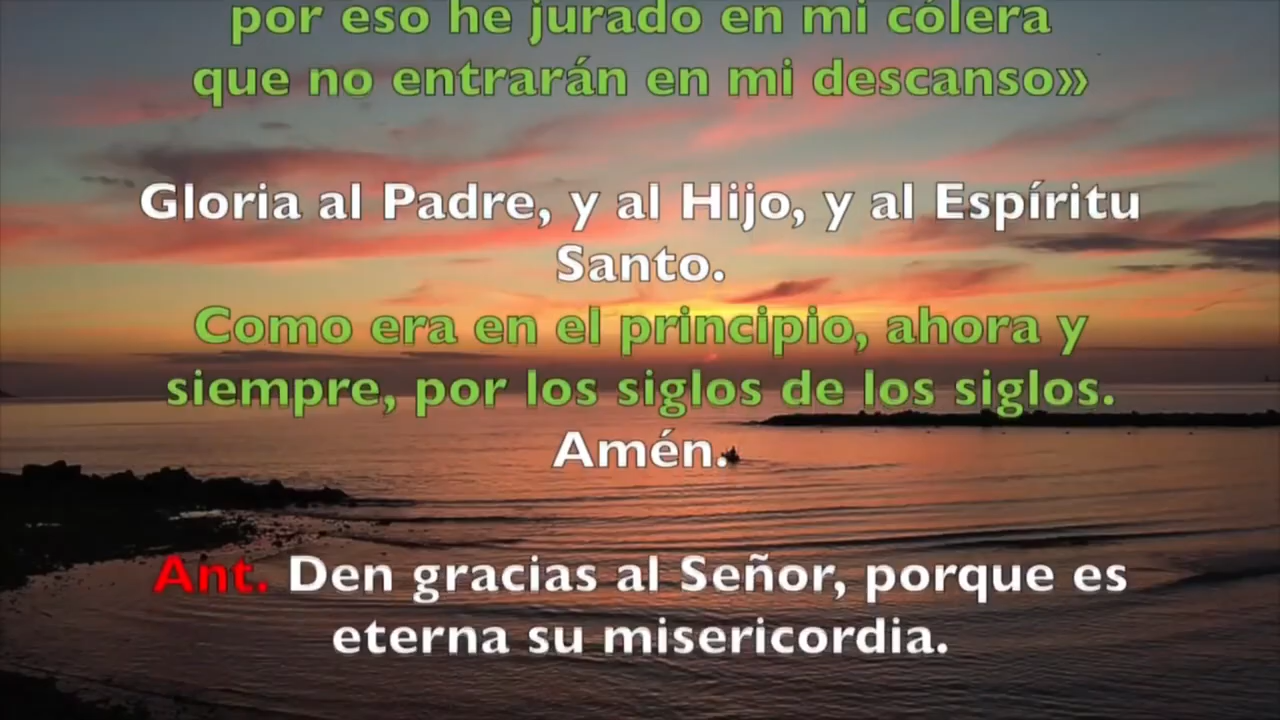 por eso he jurado en mi cólera
que no entrarán en mi descanso»
Gloria al Padre, y al Hijo, y al Espíritu
Santo.
Como era en el principio, ahora y
siempre, por los siglos de los siglos.
Amén.
Ant. Den gracias al Señor, porque es
eterna su misericordia.